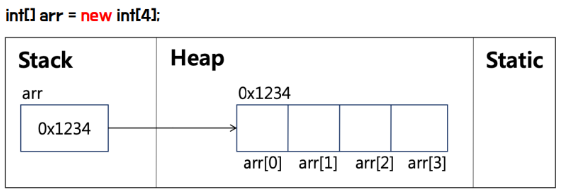 int[] arr = new int[4];
Stack
Heap
Static
arr
0x1234
0x1234
arr[0] arr[1] arr[2] arr[3]